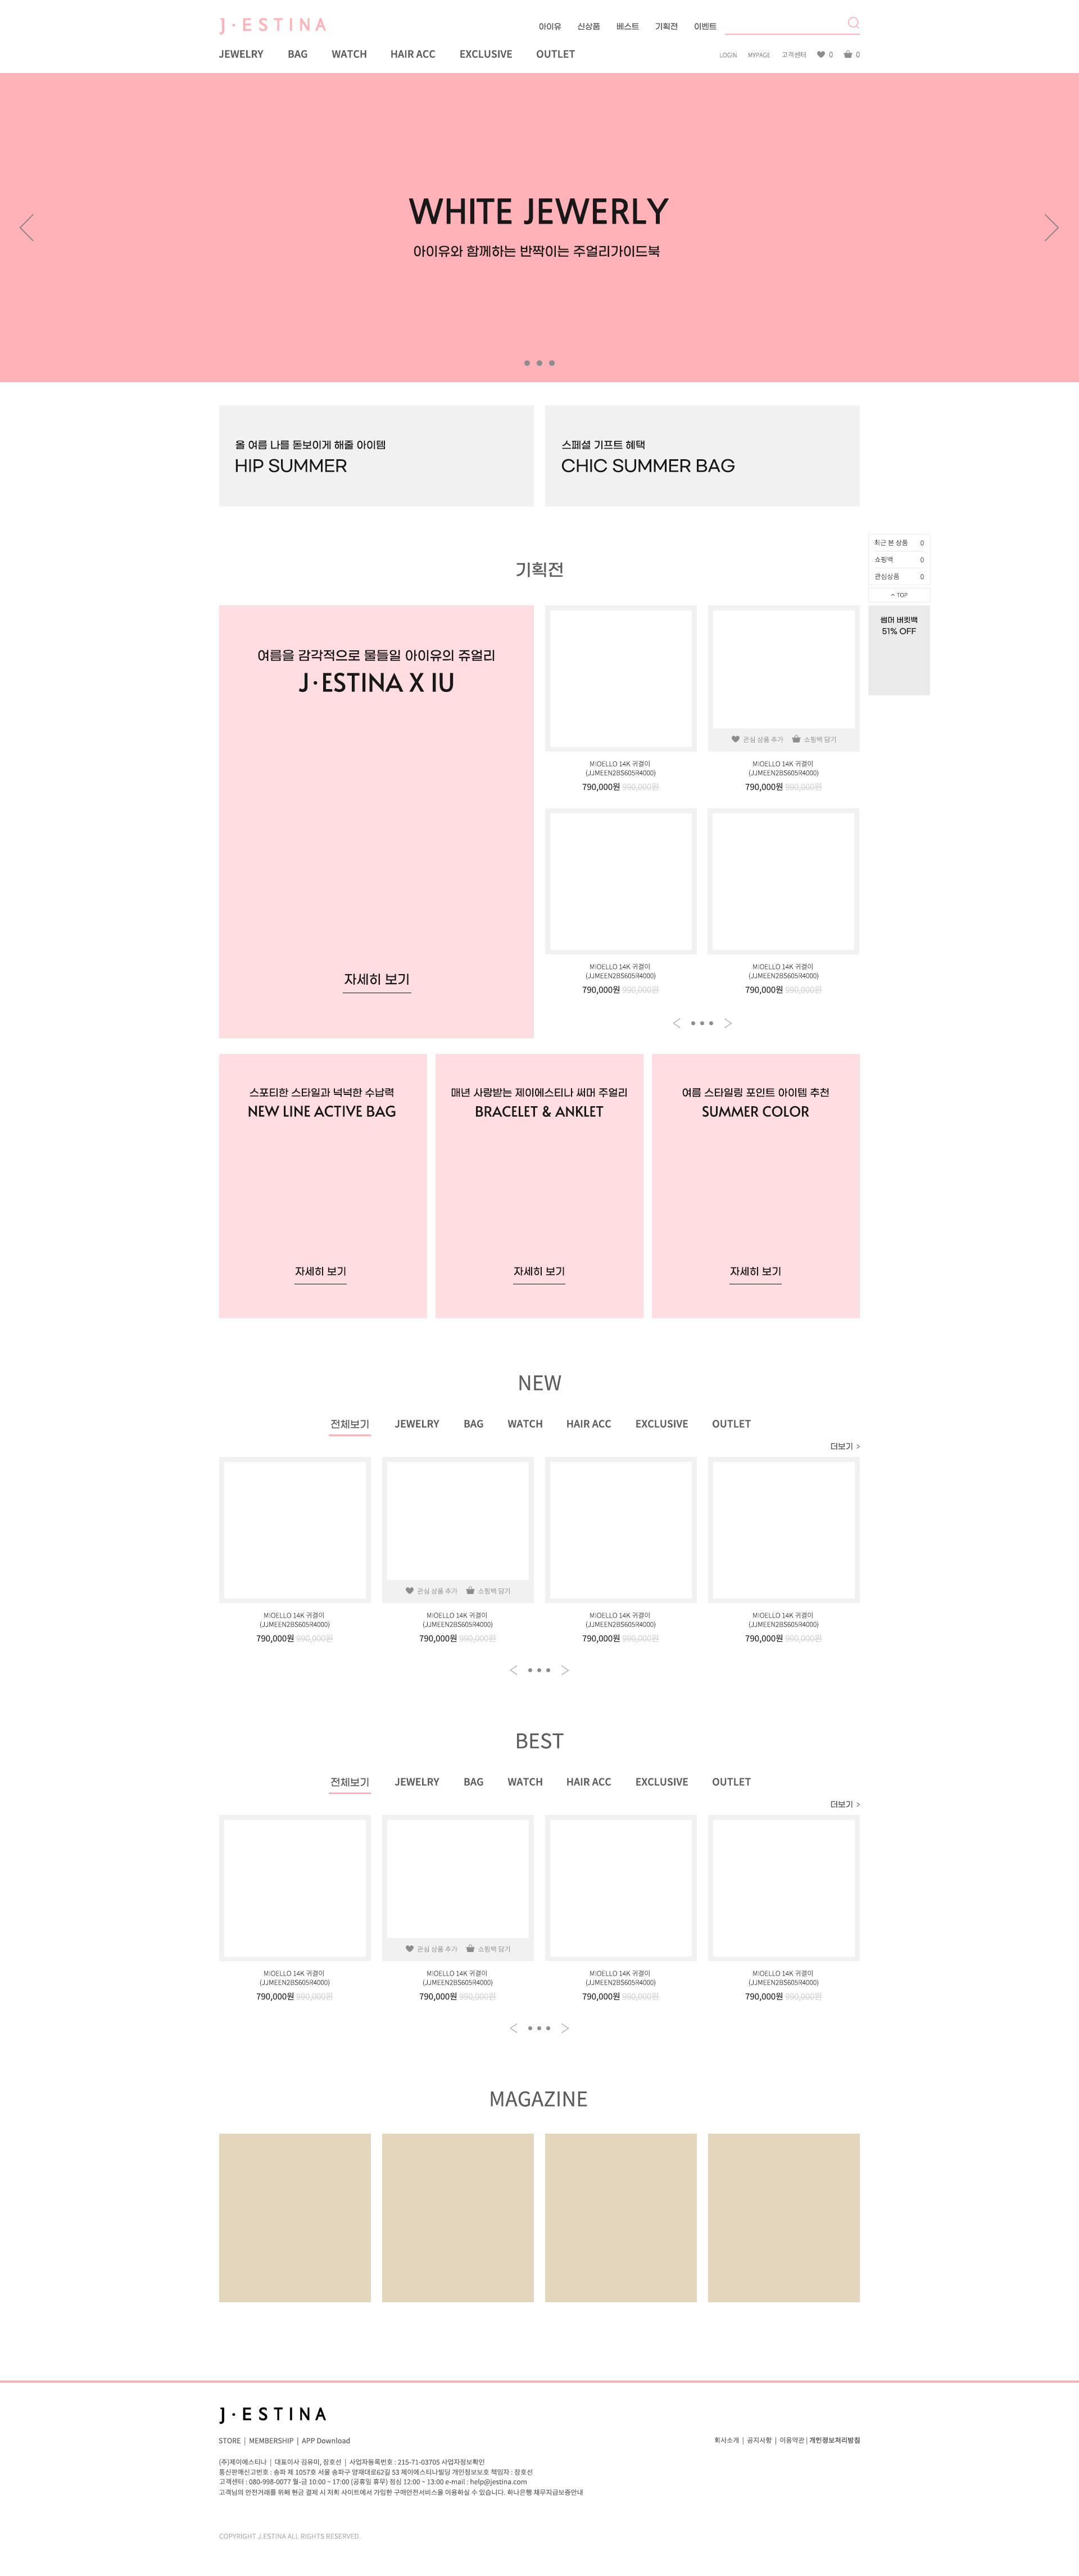 J·ESTINA
아이유 신상품 베스트 기획전 이벤트
JEWELRY BAG WATCH HAIR ACC EXCLUSIVE OUTLET
LOGIN MYPAGE 고객센터 0 0
WHITE JEWERLY
아이유와 함께하는 반짝이는 주얼리가이드북
올 여름 나를 돋보이게 해줄 아이템
HIP SUMMER
스페셜 기프트 혜택
CHIC SUMMER BAG
최근 본 상품 0
쇼핑백 0
관심상품 0
TOP
썸머 버킷백
51% OFF
기획전
여름을 감각적으로 물들일 아이유의 쥬얼리
J·ESTINA X IU
자세히 보기
관심 상품 추가 쇼핑백 담기
MIOELLO 14K 귀걸이 MIOELLO 14K 귀걸이
(JJMEEN2BS605R4000) (JJMEEN2BS605R4000)
790,000원 990,000원 790,000원 990,000원
MIOELLO 14K 귀걸이 MIOELLO 14K 귀걸이
(JJMEEN2BS605R4000) (JJMEEN2BS605R4000)
790,000원 990,000원 790,000원 990,000원
< >
스포티한 스타일과 넉넉한 수납력
NEW LINE ACTIVE BAG
자세히 보기
매년 사랑받는 제이에스티나 써머 주얼리
BRACELET & ANKLET
자세히 보기
여름 스타일링 포인트 아이템 추천
SUMMER COLOR
자세히 보기
NEW
전체보기 JEWELRY BAG WATCH HAIR ACC EXCLUSIVE OUTLET
더보기 >
관심 상품 추가 쇼핑백 담기
MIOELLO 14K 귀걸이 MIOELLO 14K 귀걸이 MIOELLO 14K 귀걸이 MIOELLO 14K 귀걸이
(JJMEEN2BS605R4000) (JJMEEN2BS605R4000) (JJMEEN2BS605R4000) (JJMEEN2BS605R4000)
790,000원 990,000원 790,000원 990,000원 790,000원 990,000원 790,000원 990,000원
< >
BEST
전체보기 JEWELRY BAG WATCH HAIR ACC EXCLUSIVE OUTLET
더보기 >
관심 상품 추가 쇼핑백 담기
MIOELLO 14K 귀걸이 MIOELLO 14K 귀걸이 MIOELLO 14K 귀걸이 MIOELLO 14K 귀걸이
(JJMEEN2BS605R4000) (JJMEEN2BS605R4000) (JJMEEN2BS605R4000) (JJMEEN2BS605R4000)
790,000원 990,000원 790,000원 990,000원 790,000원 990,000원 790,000원 990,000원
< >
MAGAZINE
J·ESTINA
STORE | MEMBERSHIP | APP Download
회사소개 | 공지사항 | 이용약관 | 개인정보처리방침
(주)제이에스티나 | 대표이사 김유미, 장호선 | 사업자등록번호 : 215-71-03705 사업자정보확인
통신판매신고번호 : 송파 제 1057호 서울 송파구 양재대로62길 53 제이에스티나빌딩 개인정보보호 책임자 : 장호선
고객센터 : 080-998-0077 월-금 10:00 ~ 17:00 (공휴일 휴무) 점심 12:00 ~ 13:00 e-mail : help@jestina.com
고객님의 안전거래를 위해 현금 결제 시 저희 사이트에서 가입한 구매안전서비스를 이용하실 수 있습니다. 하나은행 채무지급보증안내
COPYRIGHT J.ESTINA ALL RIGHTS RESERVED.